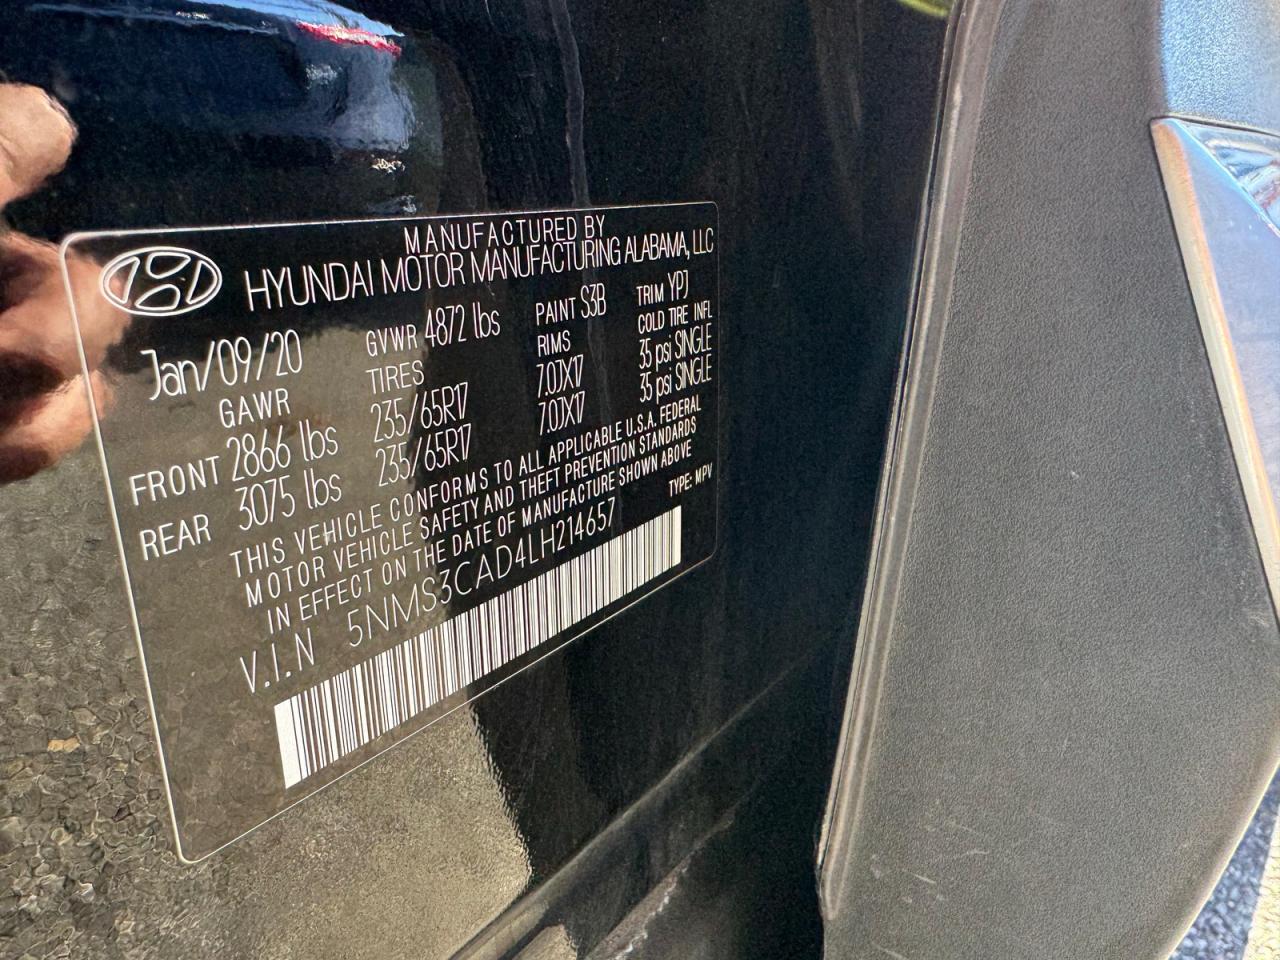 MANUFACTURED BY
HYUNDAI MOTOR MANUFACTURING ALABAMA, LLC
Jan/09/20 GVWR 4872 lbs PAINT S3B TRIM YPJ
GAWR TIRES RIMS COLD TIRE INFL
FRONT 2866 lbs 235/65R17 7.0JX17 35 psi SINGLE
REAR 3075 lbs 235/65R17 7.0JX17 35 psi SINGLE
THIS VEHICLE CONFORMS TO ALL APPLICABLE U.S.A. FEDERAL
MOTOR VEHICLE SAFETY AND THEFT PREVENTION STANDARDS
IN EFFECT ON THE DATE OF MANUFACTURE SHOWN ABOVE
V.I.N 5NMS3CAD4LH214657 TYPE: MPV